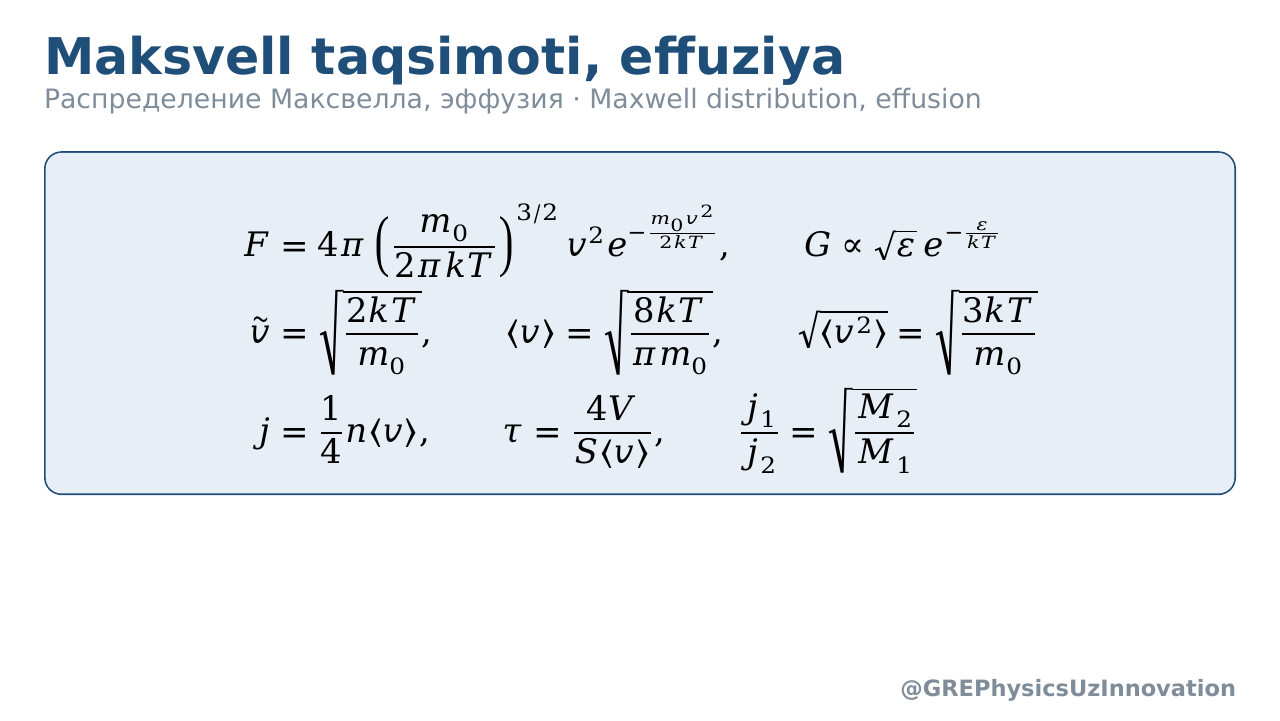 Maksvell taqsimoti, effuziya
Распределение Максвелла, эффузия · Maxwell distribution, effusion
F = 4π (m₀/(2πkT))^{3/2} v² e^{−m₀v²/(2kT)}, G ∝ √ε e^{−ε/(kT)}
ṽ = √(2kT/m₀), ⟨v⟩ = √(8kT/(πm₀)), √⟨v²⟩ = √(3kT/m₀)
j = 1/4 n⟨v⟩, τ = 4V/(S⟨v⟩), j₁/j₂ = √(M₂/M₁)
@GREPhysicsUzInnovation